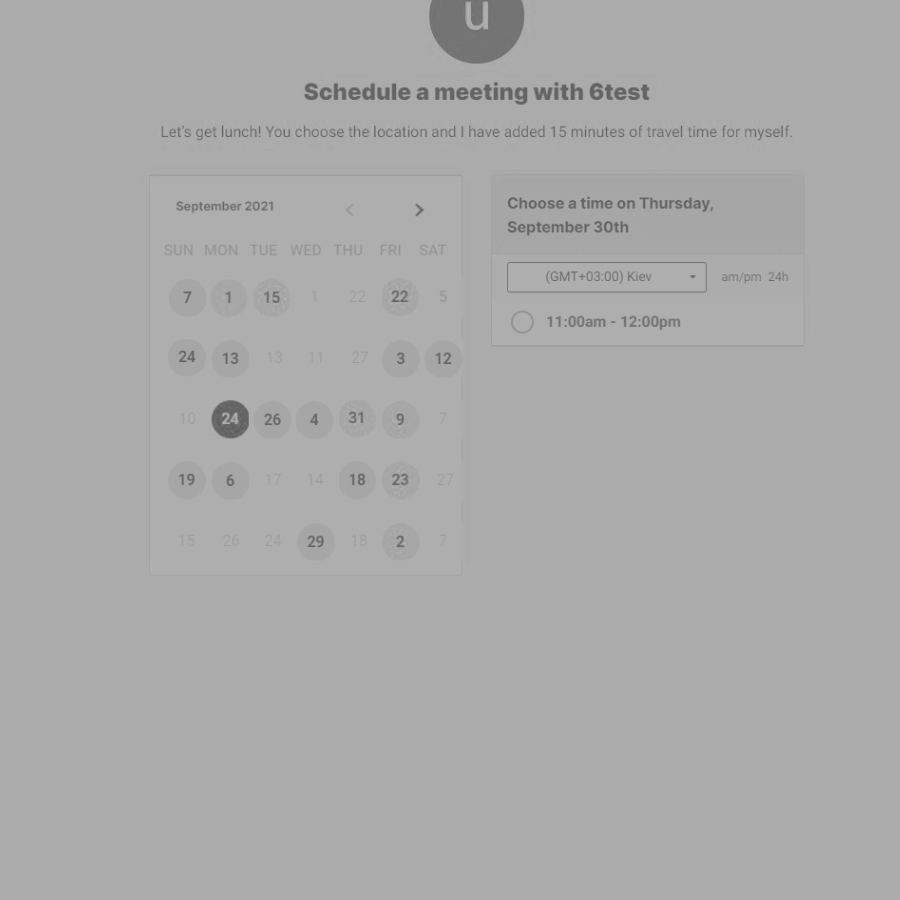 u
Schedule a meeting with 6test
Let's get lunch! You choose the location and I have added 15 minutes of travel time for myself.
September 2021
SUN MON TUE WED THU FRI SAT
7 1 15 1 22 22 5
24 13 13 11 27 3 12
10 24 26 4 31 9 7
19 6 17 14 18 23 27
15 26 24 29 18 2 7
Choose a time on Thursday,
September 30th
(GMT+03:00) Kiev am/pm 24h
11:00am - 12:00pm